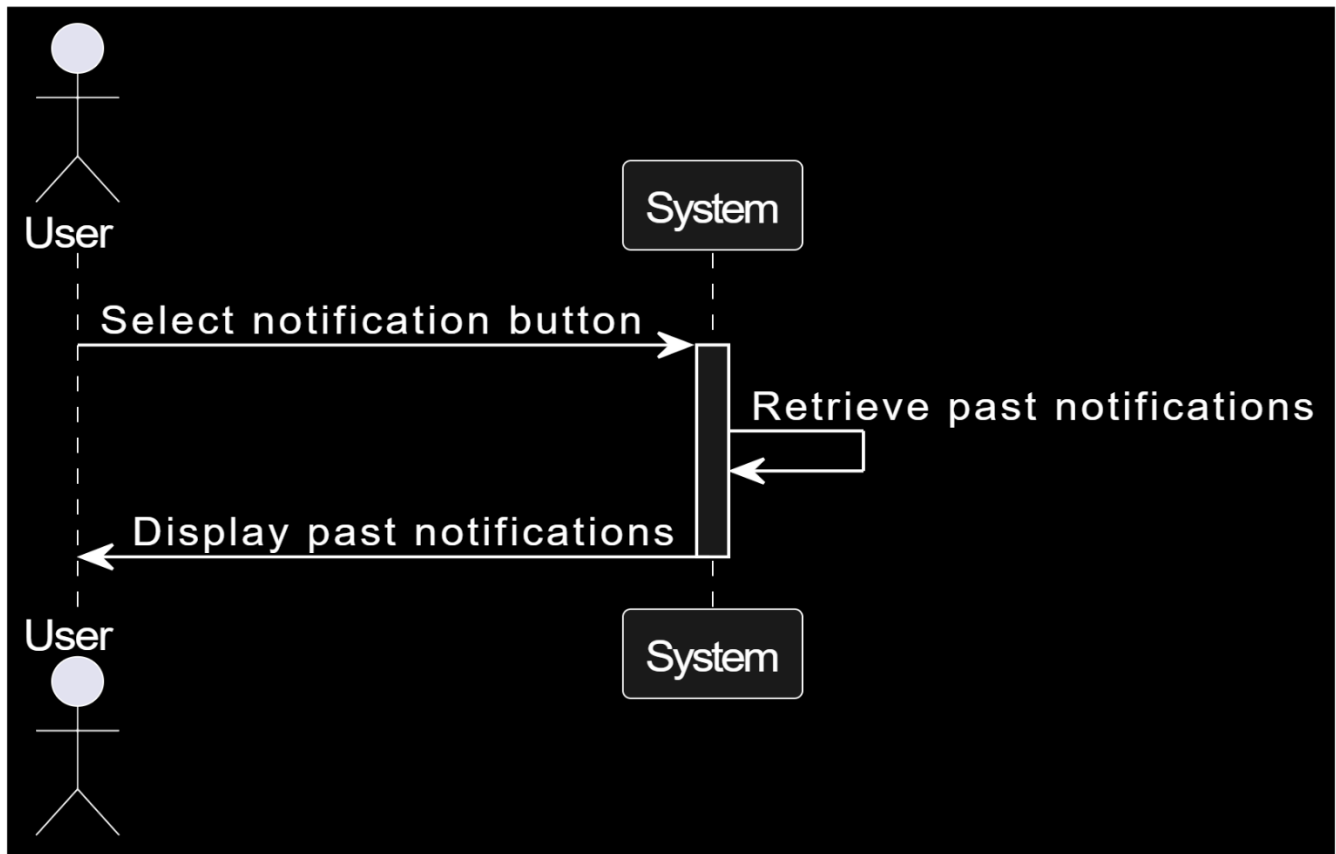 User
System
Select notification button
Retrieve past notifications
Display past notifications
User
System